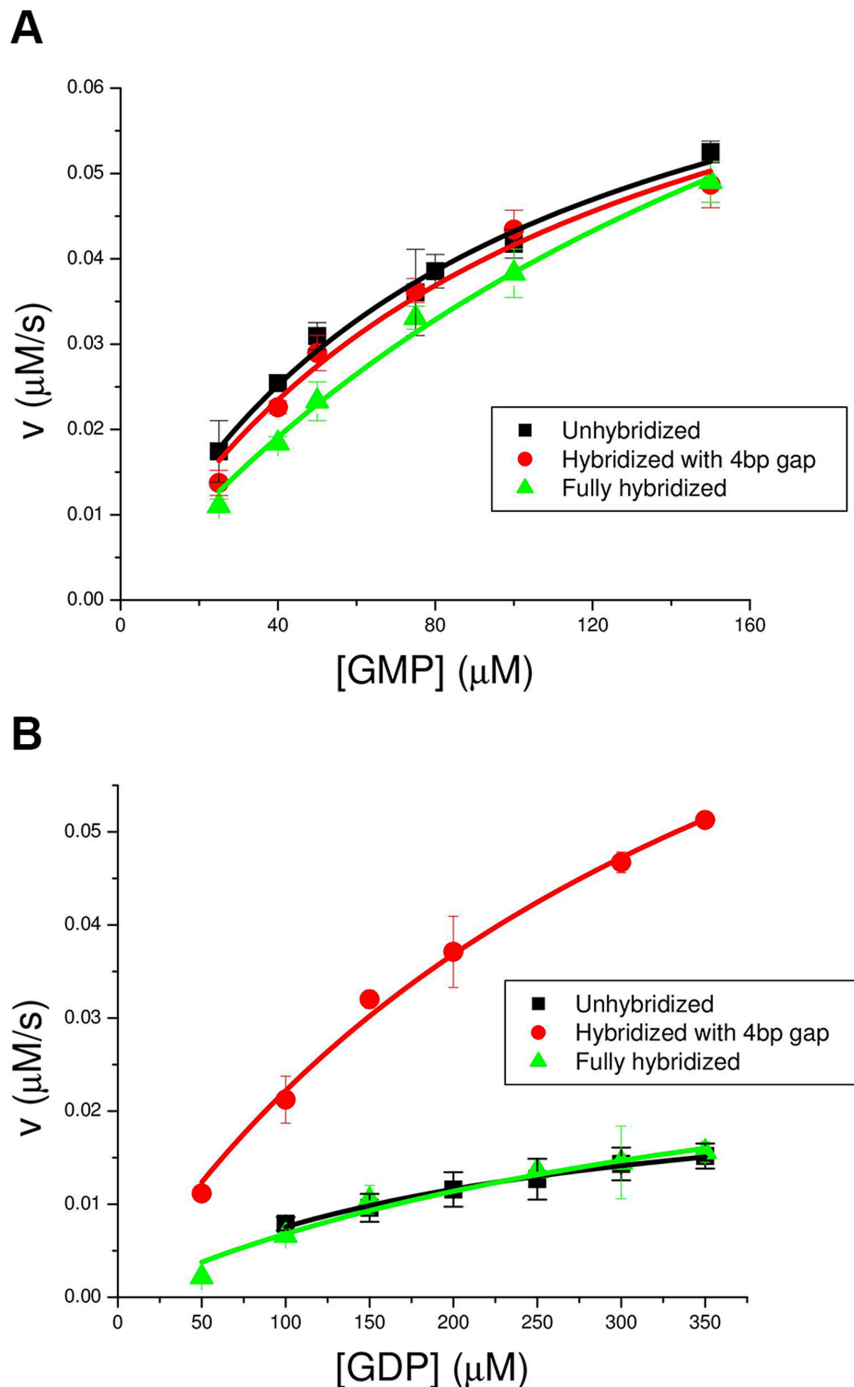 A
0.06
0.05
0.04
0.03
0.02
0.01
0.00
v (μM/s)
Unhybridized
Hybridized with 4bp gap
Fully hybridized
0 40 80 120 160
[GMP] (μM)
B
0.05
0.04
0.03
0.02
0.01
0.00
v (μM/s)
Unhybridized
Hybridized with 4bp gap
Fully hybridized
0 50 100 150 200 250 300 350
[GDP] (μM)